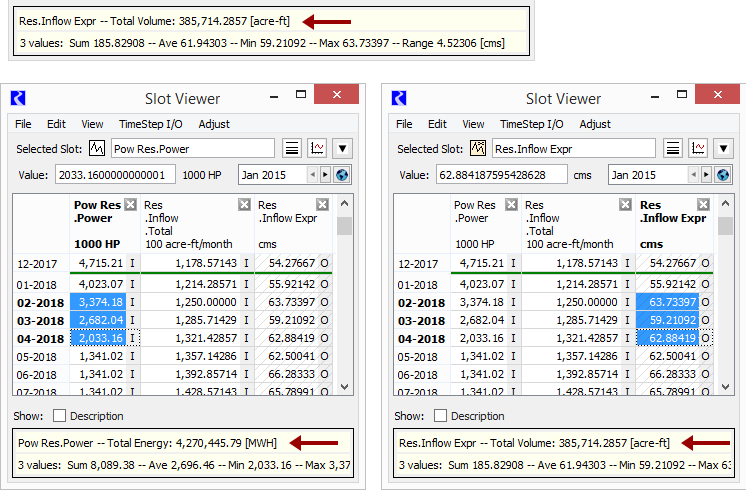 Res.Inflow Expr -- Total Volume: 385,714.2857 [acre-ft]
3 values: Sum 185.82908 -- Ave 61.94303 -- Min 59.21092 -- Max 63.73397 -- Range 4.52306 [cms]
Slot Viewer
File Edit View TimeStep I/O Adjust
Selected Slot: Pow Res.Power
Value: 2033.1600000000001 1000 HP Jan 2015
Pow Res Res Res
.Power .Inflow .Inflow Expr
.Total
1000 HP 100 acre-ft/month cms
12-2017 4,715.21 I 1,178.57143 I 54.27667 O
01-2018 4,023.07 I 1,214.28571 I 55.92142 O
02-2018 3,374.18 I 1,250.00000 I 63.73397 O
03-2018 2,682.04 I 1,285.71429 I 59.21092 O
04-2018 2,033.16 I 1,321.42857 I 62.88419 O
05-2018 1,341.02 I 1,357.14286 I 62.50041 O
06-2018 1,341.02 I 1,392.85714 I 66.28333 O
07-2018 1,341.02 I 1,428.57143 I 65.78991 O
Show: Description
Pow Res.Power -- Total Energy: 4,270,445.79 [MWH]
3 values: Sum 8,089.38 -- Ave 2,696.46 -- Min 2,033.16 -- Max 3,37
Slot Viewer
File Edit View TimeStep I/O Adjust
Selected Slot: Res.Inflow Expr
Value: 62.884187595428628 cms Jan 2015
Pow Res Res Res
.Power .Inflow .Inflow Expr
.Total
1000 HP 100 acre-ft/month cms
12-2017 4,715.21 I 1,178.57143 I 54.27667 O
01-2018 4,023.07 I 1,214.28571 I 55.92142 O
02-2018 3,374.18 I 1,250.00000 I 63.73397 O
03-2018 2,682.04 I 1,285.71429 I 59.21092 O
04-2018 2,033.16 I 1,321.42857 I 62.88419 O
05-2018 1,341.02 I 1,357.14286 I 62.50041 O
06-2018 1,341.02 I 1,392.85714 I 66.28333 O
07-2018 1,341.02 I 1,428.57143 I 65.78991 O
Show: Description
Res.Inflow Expr -- Total Volume: 385,714.2857 [acre-ft]
3 values: Sum 185.82908 -- Ave 61.94303 -- Min 59.21092 -- Max 63